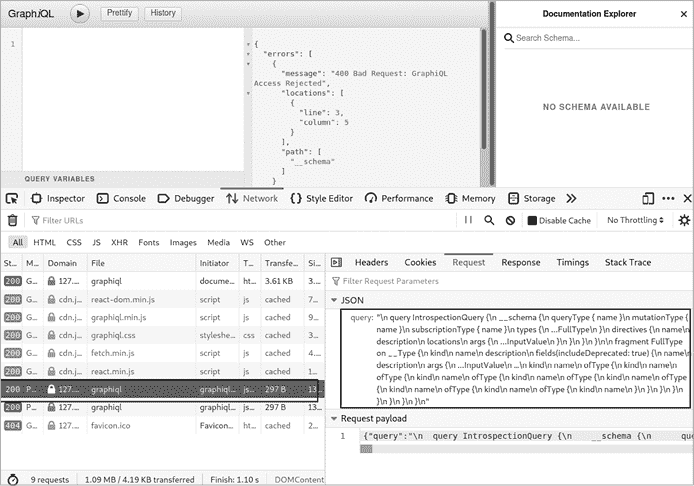 GraphiQL
Prettify
History
Documentation Explorer
Search Schema...
NO SCHEMA AVAILABLE
1
{
"errors": [
{
"message": "400 Bad Request: GraphiQL
Access Rejected",
"locations": [
{
"line": 3,
"column": 5
}
],
"path": [
"__schema"
]
}
QUERY VARIABLES
Inspector
Console
Debugger
Network
Style Editor
Performance
Memory
Storage
Filter URLs
Disable Cache
No Throttling
All HTML CSS JS XHR Fonts Images Media WS Other
St... M... Domain File Initiator T... Transfe... Si...
200 G... 127.... graphiql docume... ht... 3.61 KB 3....
200 G... cdn.j... react-dom.min.js script js cached 1...
200 G... cdn.j... graphiql.min.js script js cached 9...
200 G... cdn.j... graphiql.css styleshe... css cached 3...
200 G... cdn.j... fetch.min.js script js cached 4....
200 G... cdn.j... react.min.js script js cached 1...
200 P... 127.... graphiql graphiql... js... 297 B 13...
200 P... 127.... graphiql graphiql... js... 297 B 13...
404 G... 127.... favicon.ico Favicon... ht... cached 2...
Headers Cookies Request Response Timings Stack Trace
Filter Request Parameters
JSON
query: "\n query IntrospectionQuery {\n __schema {\n queryType { name }\n mutationType {
name }\n subscriptionType { name }\n types {\n ...FullType\n }\n directives {\n name\n
description\n locations\n args {\n ...InputValue\n }\n }\n }\n }\n\n fragment FullType
on __Type {\n kind\n name\n description\n fields(includeDeprecated: true) {\n name\n
description\n args {\n ...InputValue\n ...\n kind\n name\n ofType {\n kind\n name\n
ofType {\n kind\n name\n ofType {\n kind\n name\n ofType {\n kind\n name\n ofType
{\n kind\n name\n ofType {\n kind\n name\n ofType {\n kind\n name\n }\n }\n }\n }\n
}\n }\n }\n }\n"
Request payload
1 {"query":"\n query IntrospectionQuery {\n __schema {\n
9 requests 1.09 MB / 4.19 KB transferred Finish: 1.10 s DOMContent